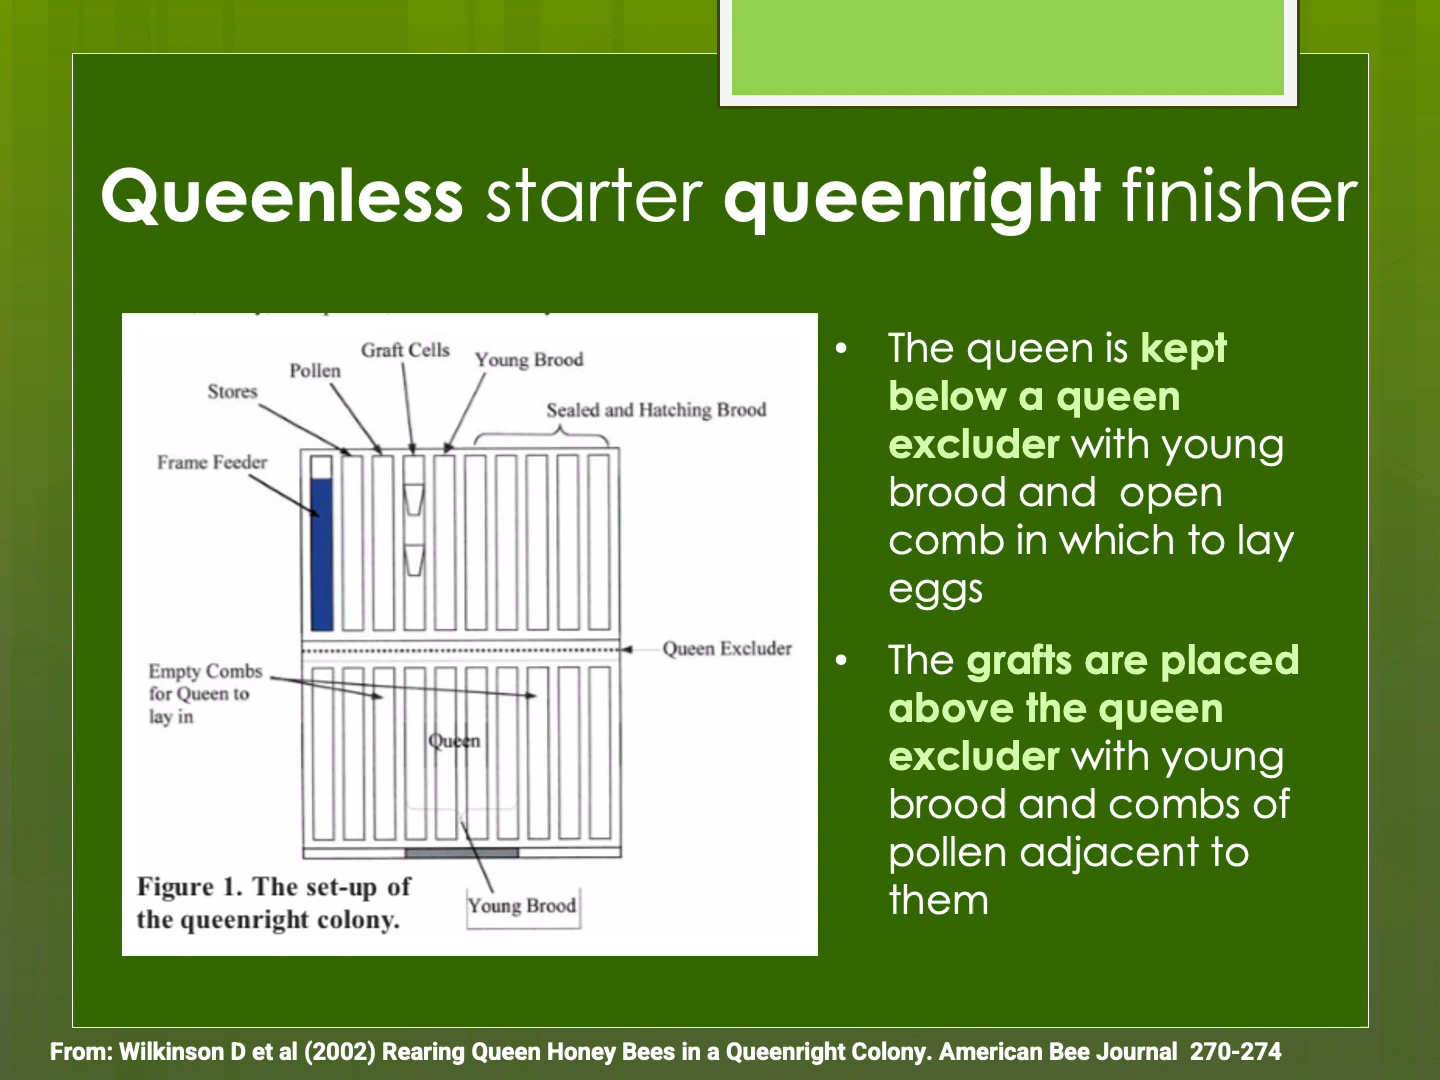 Queenless starter queenright finisher
Graft Cells
Young Brood
Pollen
Stores
Sealed and Hatching Brood
Frame Feeder
Queen Excluder
Empty Combs
for Queen to
lay in
Queen
Young Brood
Figure 1. The set-up of
the queenright colony.
• The queen is kept
below a queen
excluder with young
brood and  open
comb in which to lay
eggs
• The grafts are placed
above the queen
excluder with young
brood and combs of
pollen adjacent to
them
From: Wilkinson D et al (2002) Rearing Queen Honey Bees in a Queenright Colony. American Bee Journal  270-274